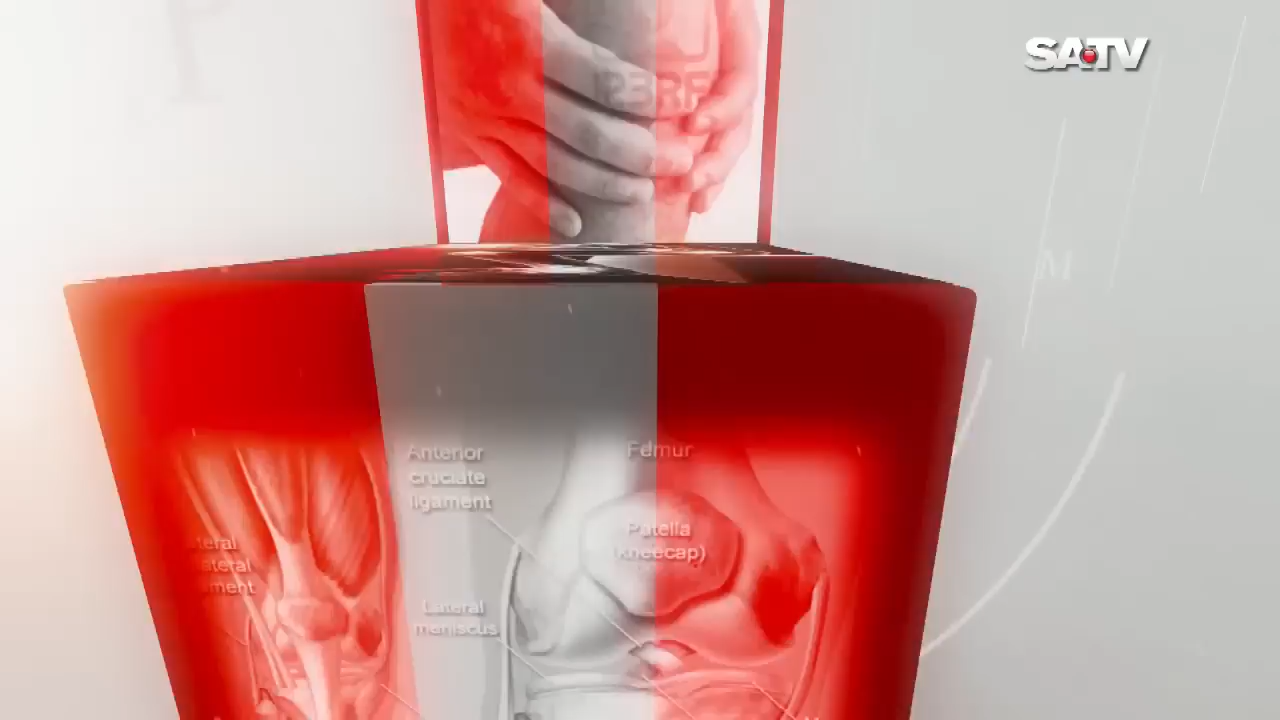 SATV
Anterior
cruciate
ligament
Femur
Patella
(kneecap)
Lateral
meniscus